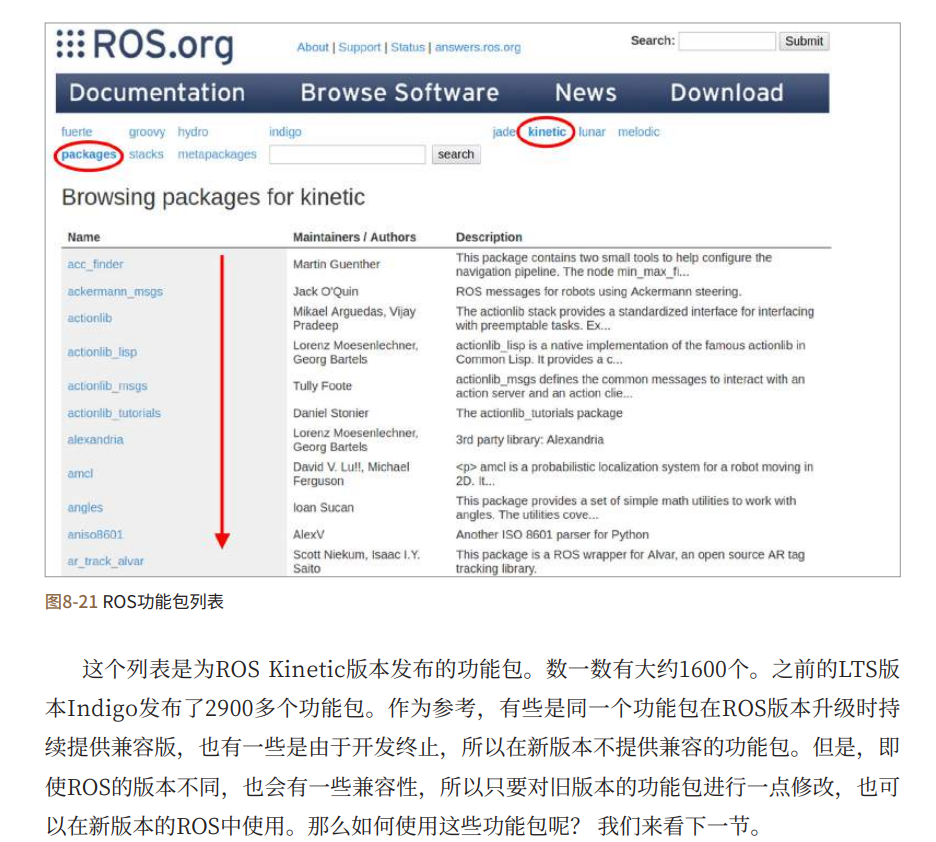 ROS.org
About | Support | Status | answers.ros.org
Search:
Submit
Documentation Browse Software News Download
fuerte groovy hydro indigo jade kinetic lunar melodic
packages stacks metapackages search
Browsing packages for kinetic
Name Maintainers / Authors Description
acc_finder Martin Guenther This package contains two small tools to help configure the
navigation pipeline. The node min_max_fi...
ackermann_msgs Jack O'Quin ROS messages for robots using Ackermann steering.
actionlib Mikael Arguedas, Vijay
Pradeep
The actionlib stack provides a standardized interface for interfacing
with preemptable tasks. Ex...
actionlib_lisp Lorenz Moesenlechner,
Georg Bartels
actionlib_lisp is a native implementation of the famous actionlib in
Common Lisp. It provides a c...
actionlib_msgs Tully Foote actionlib_msgs defines the common messages to interact with an
action server and an action clie...
actionlib_tutorials Daniel Stonier The actionlib_tutorials package
alexandria Lorenz Moesenlechner,
Georg Bartels
3rd party library: Alexandria
amcl David V. Lu!!, Michael
Ferguson
<p> amcl is a probabilistic localization system for a robot moving in
2D. It...
angles Ioan Sucan This package provides a set of simple math utilities to work with
angles. The utilities cove...
aniso8601 AlexV Another ISO 8601 parser for Python
ar_track_alvar Scott Niekum, Isaac I.Y.
Saito
This package is a ROS wrapper for Alvar, an open source AR tag
tracking library.
图8-21 ROS功能包列表
这个列表是为ROS Kinetic版本发布的功能包。数一数有大约1600个。之前的LTS版
本Indigo发布了2900多个功能包。作为参考，有些是同一个功能包在ROS版本升级时持
续提供兼容版，也有一些是由于开发终止，所以在新版本不提供兼容的功能包。但是，即
使ROS的版本不同，也会有一些兼容性，所以只要对旧版本的功能包进行一点修改，也可
以在新版本的ROS中使用。那么如何使用这些功能包呢？ 我们来看下一节。